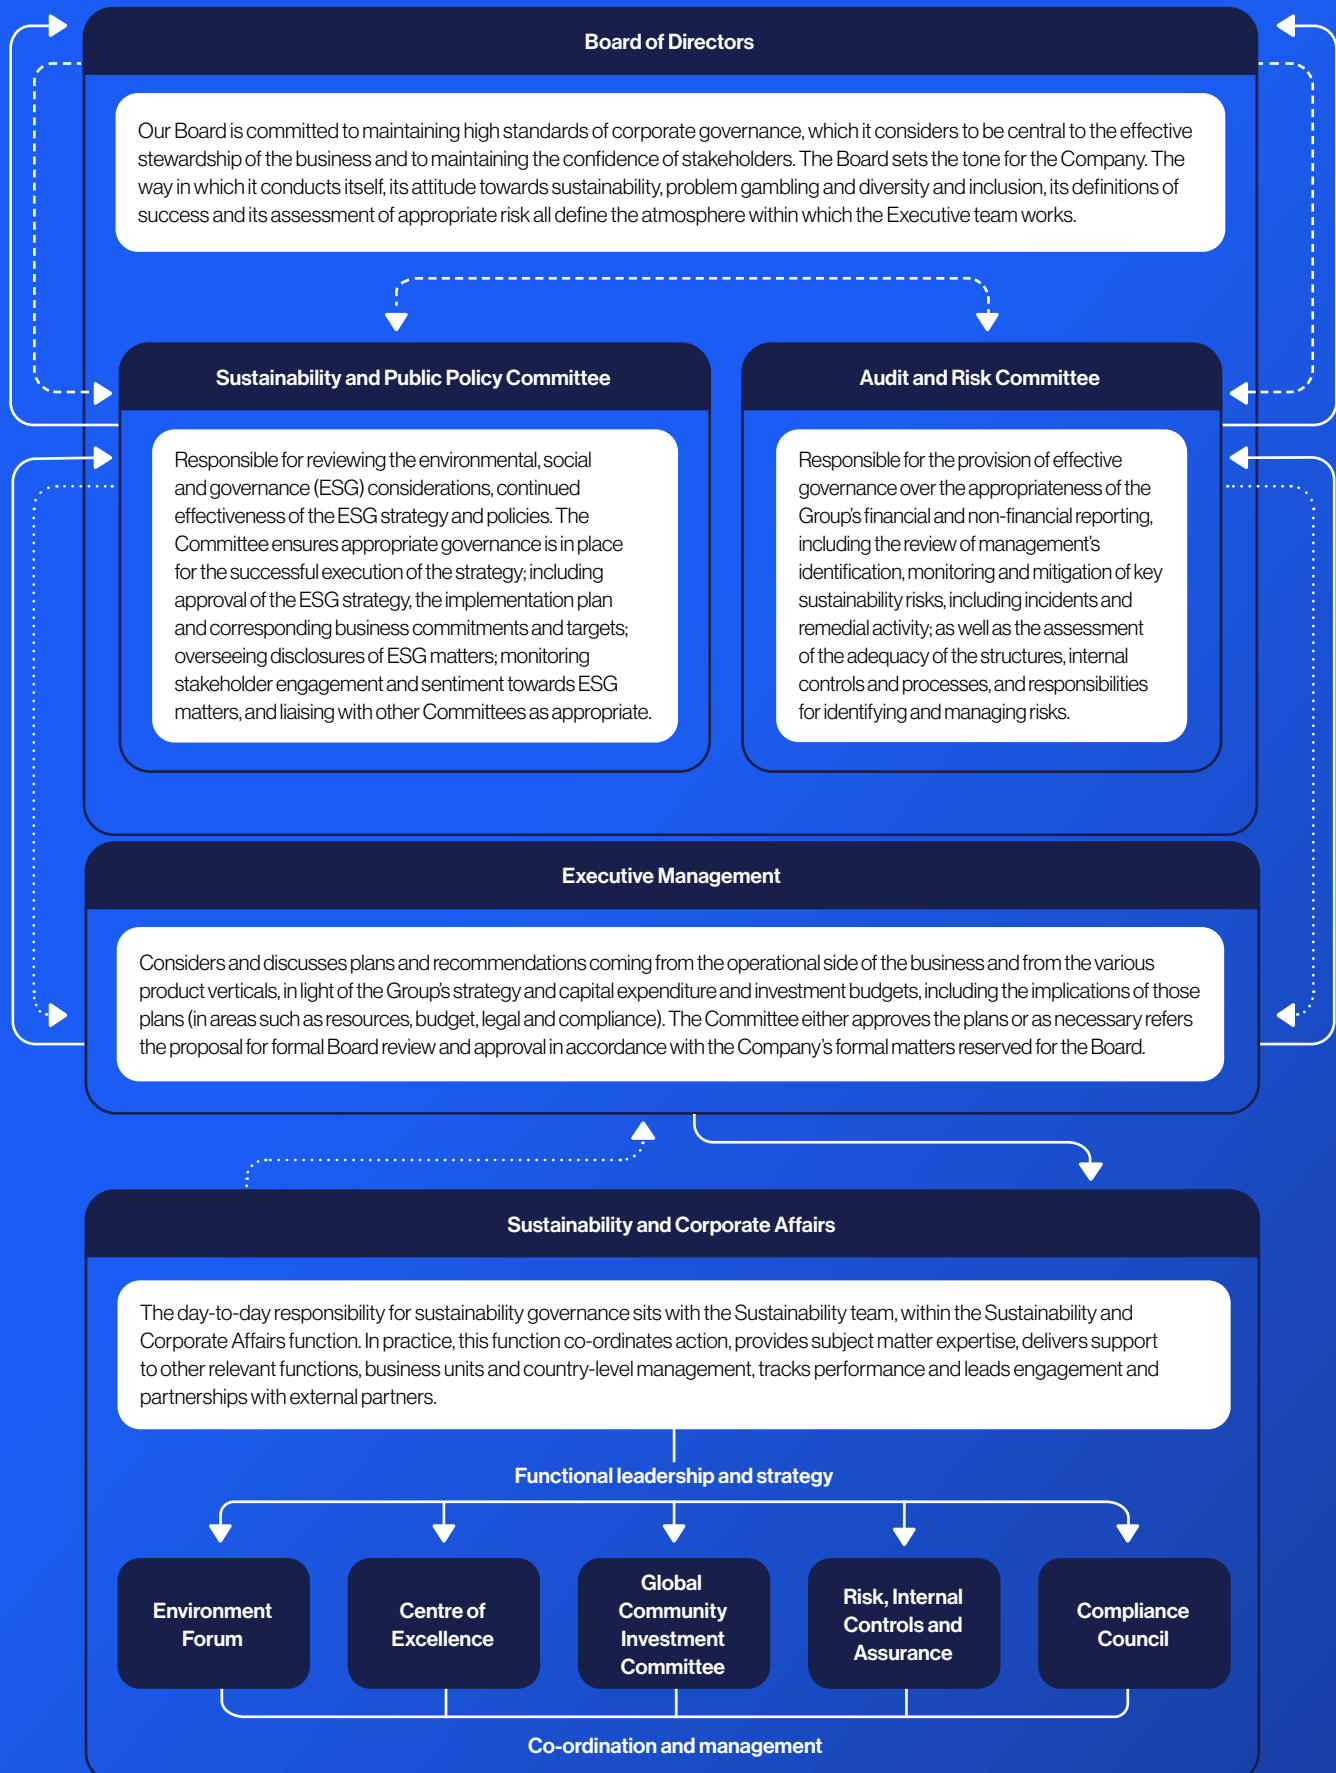 Board of Directors
Our Board is committed to maintaining high standards of corporate governance, which it considers to be central to the effective
stewardship of the business and to maintaining the confidence of stakeholders. The Board sets the tone for the Company. The
way in which it conducts itself, its attitude towards sustainability, problem gambling and diversity and inclusion, its definitions of
success and its assessment of appropriate risk all define the atmosphere within which the Executive team works.
Sustainability and Public Policy Committee
Responsible for reviewing the environmental, social
and governance (ESG) considerations, continued
effectiveness of the ESG strategy and policies. The
Committee ensures appropriate governance is in place
for the successful execution of the strategy; including
approval of the ESG strategy, the implementation plan
and corresponding business commitments and targets;
overseeing disclosures of ESG matters; monitoring
stakeholder engagement and sentiment towards ESG
matters, and liaising with other Committees as appropriate.
Audit and Risk Committee
Responsible for the provision of effective
governance over the appropriateness of the
Group's financial and non-financial reporting,
including the review of management's
identification, monitoring and mitigation of key
sustainability risks, including incidents and
remedial activity; as well as the assessment
of the adequacy of the structures, internal
controls and processes, and responsibilities
for identifying and managing risks.
Executive Management
Considers and discusses plans and recommendations coming from the operational side of the business and from the various
product verticals, in light of the Group's strategy and capital expenditure and investment budgets, including the implications of those
plans (in areas such as resources, budget, legal and compliance). The Committee either approves the plans or as necessary refers
the proposal for formal Board review and approval in accordance with the Company's formal matters reserved for the Board.
Sustainability and Corporate Affairs
The day-to-day responsibility for sustainability governance sits with the Sustainability team, within the Sustainability and
Corporate Affairs function. In practice, this function co-ordinates action, provides subject matter expertise, delivers support
to other relevant functions, business units and country-level management, tracks performance and leads engagement and
partnerships with external partners.
Functional leadership and strategy
Environment
Forum
Centre of
Excellence
Global
Community
Investment
Committee
Risk, Internal
Controls and
Assurance
Compliance
Council
Co-ordination and management